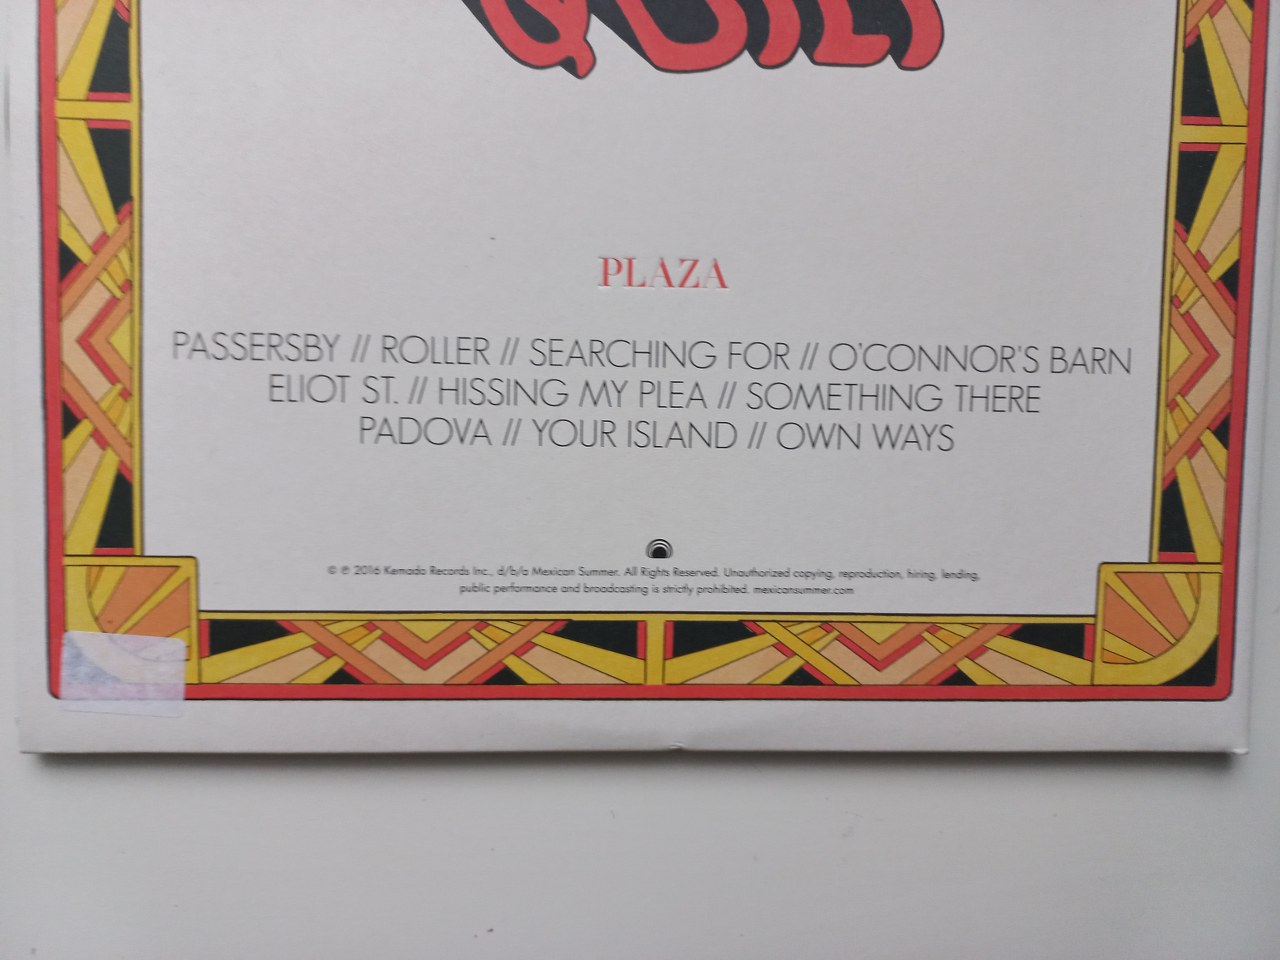 QUILT
PLAZA
PASSERSBY // ROLLER // SEARCHING FOR // O'CONNOR'S BARN
ELIOT ST. // HISSING MY PLEA // SOMETHING THERE
PADOVA // YOUR ISLAND // OWN WAYS
© ℗ 2016 Kemado Records Inc., d/b/a Mexican Summer. All Rights Reserved. Unauthorized copying, reproduction, hiring, lending,
public performance and broadcasting is strictly prohibited. mexicansummer.com